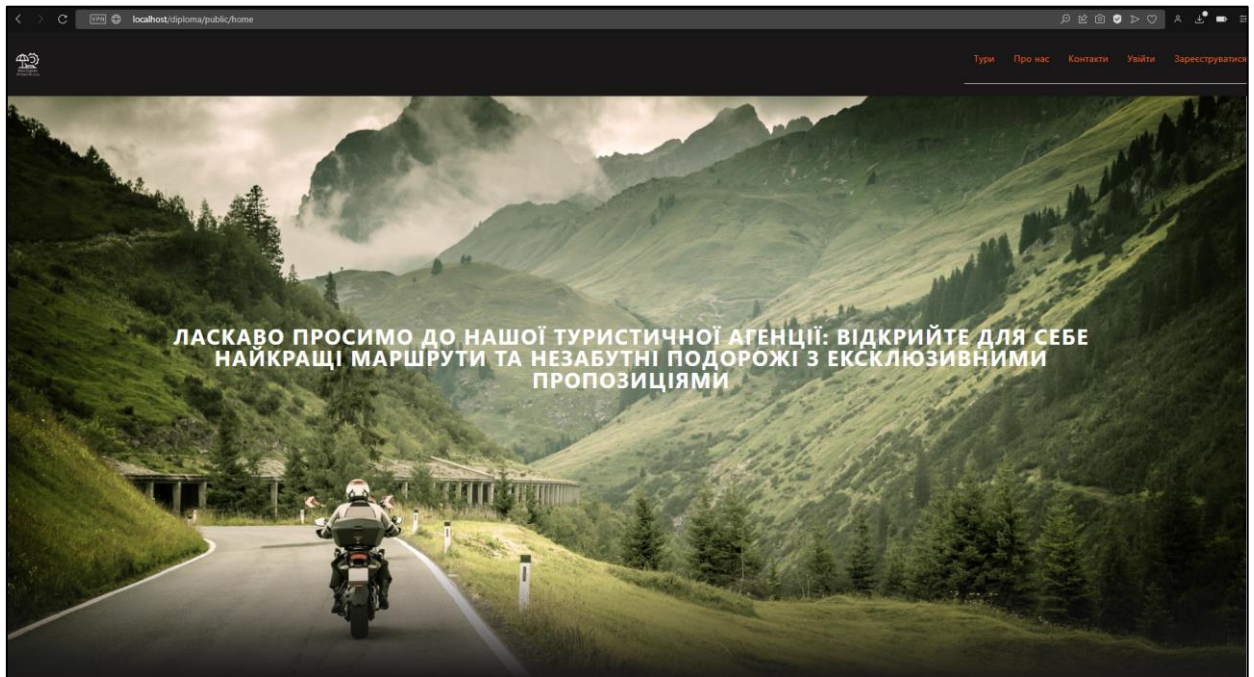 VPN
localhost/diploma/public/home
Тури Про нас Контакти Увійти Зареєструватися
ЛАСКАВО ПРОСИМО ДО НАШОЇ ТУРИСТИЧНОЇ АГЕНЦІЇ: ВІДКРИЙТЕ ДЛЯ СЕБЕ
НАЙКРАЩІ МАРШРУТИ ТА НЕЗАБУТНІ ПОДОРОЖІ З ЕКСКЛЮЗИВНИМИ
ПРОПОЗИЦІЯМИ